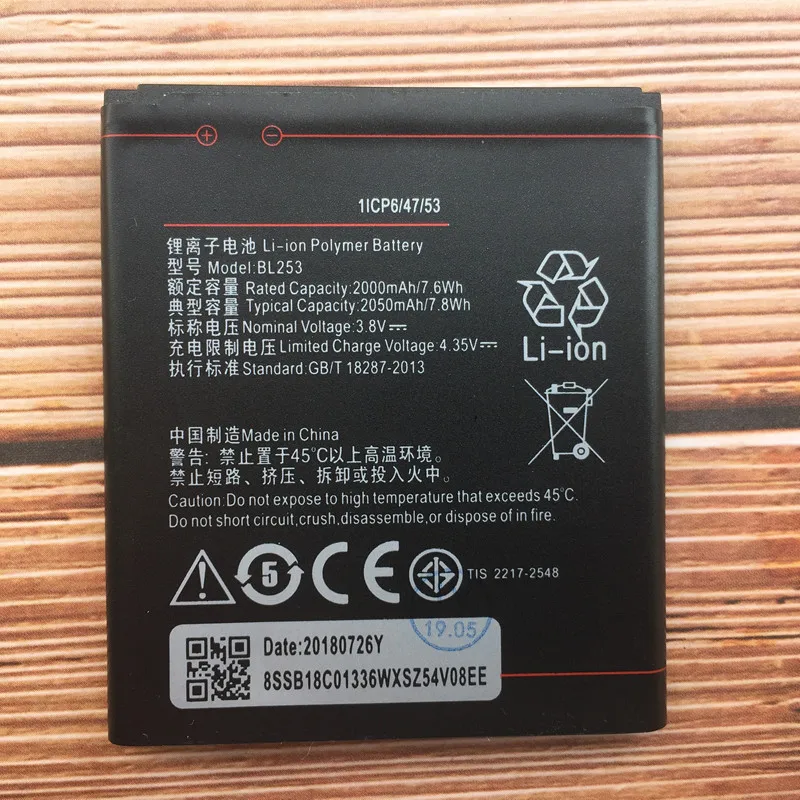 1ICP6/47/53
锂离子电池 Li-ion Polymer Battery
型号 Model:BL253
额定容量 Rated Capacity:2000mAh/7.6Wh
典型容量 Typical Capacity:2050mAh/7.8Wh
标称电压 Nominal Voltage:3.8V⎓
充电限制电压 Limited Charge Voltage:4.35V⎓
执行标准 Standard:GB/T 18287-2013
Li-ion
中国制造Made in China
警告: 禁止置于45°C以上高温环境。
禁止短路、挤压、拆卸或投入火中。
Caution:Do not expose to high temperature that exceeds 45°C.
Do not short circuit,crush,disassemble,or dispose of in fire.
5 CE TIS 2217-2548
19.05
Date:20180726Y
8SSB18C01336WXSZ54V08EE